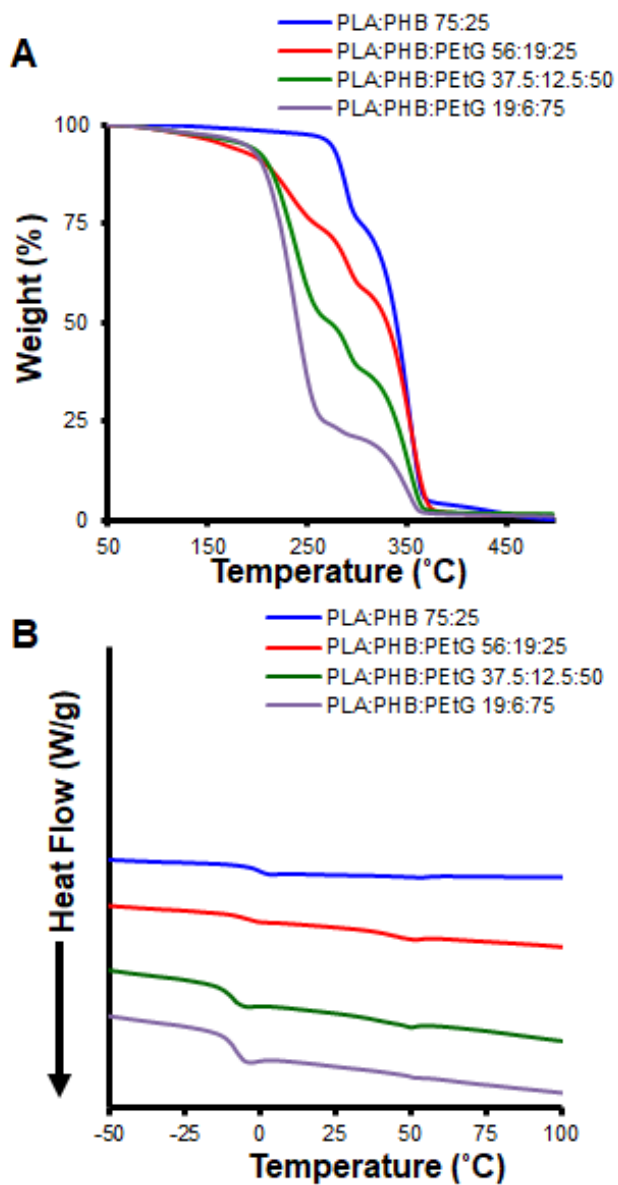 A
PLA:PHB 75:25
PLA:PHB:PEtG 56:19:25
PLA:PHB:PEtG 37.5:12.5:50
PLA:PHB:PEtG 19:6:75
Weight (%)
100
75
50
25
0
50 150 250 350 450
Temperature (˚C)
B
PLA:PHB 75:25
PLA:PHB:PEtG 56:19:25
PLA:PHB:PEtG 37.5:12.5:50
PLA:PHB:PEtG 19:6:75
Heat Flow (W/g)
-50 -25 0 25 50 75 100
Temperature (˚C)